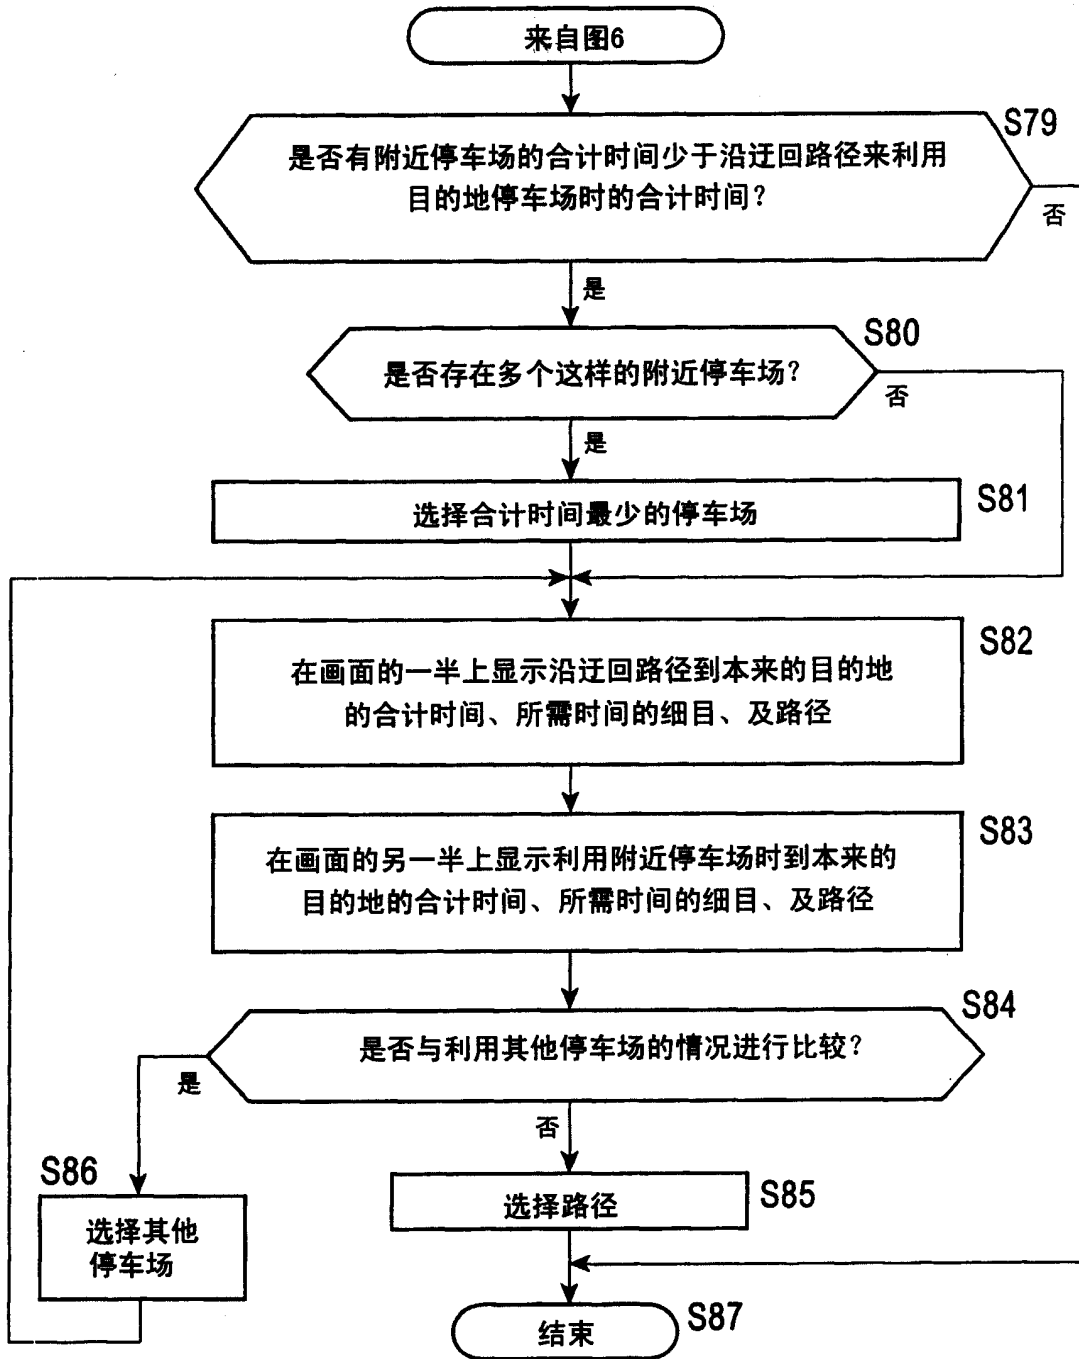 来自图6
S79
是否有附近停车场的合计时间少于沿迂回路径来利用
目的地停车场时的合计时间?
否
是
S80
是否存在多个这样的附近停车场?
否
是
S81
选择合计时间最少的停车场
S82
在画面的一半上显示沿迂回路径到本来的目的地
的合计时间、所需时间的细目、及路径
S83
在画面的另一半上显示利用附近停车场时到本来的
目的地的合计时间、所需时间的细目、及路径
S84
是否与利用其他停车场的情况进行比较?
是
否
S86
选择其他
停车场
S85
选择路径
S87
结束